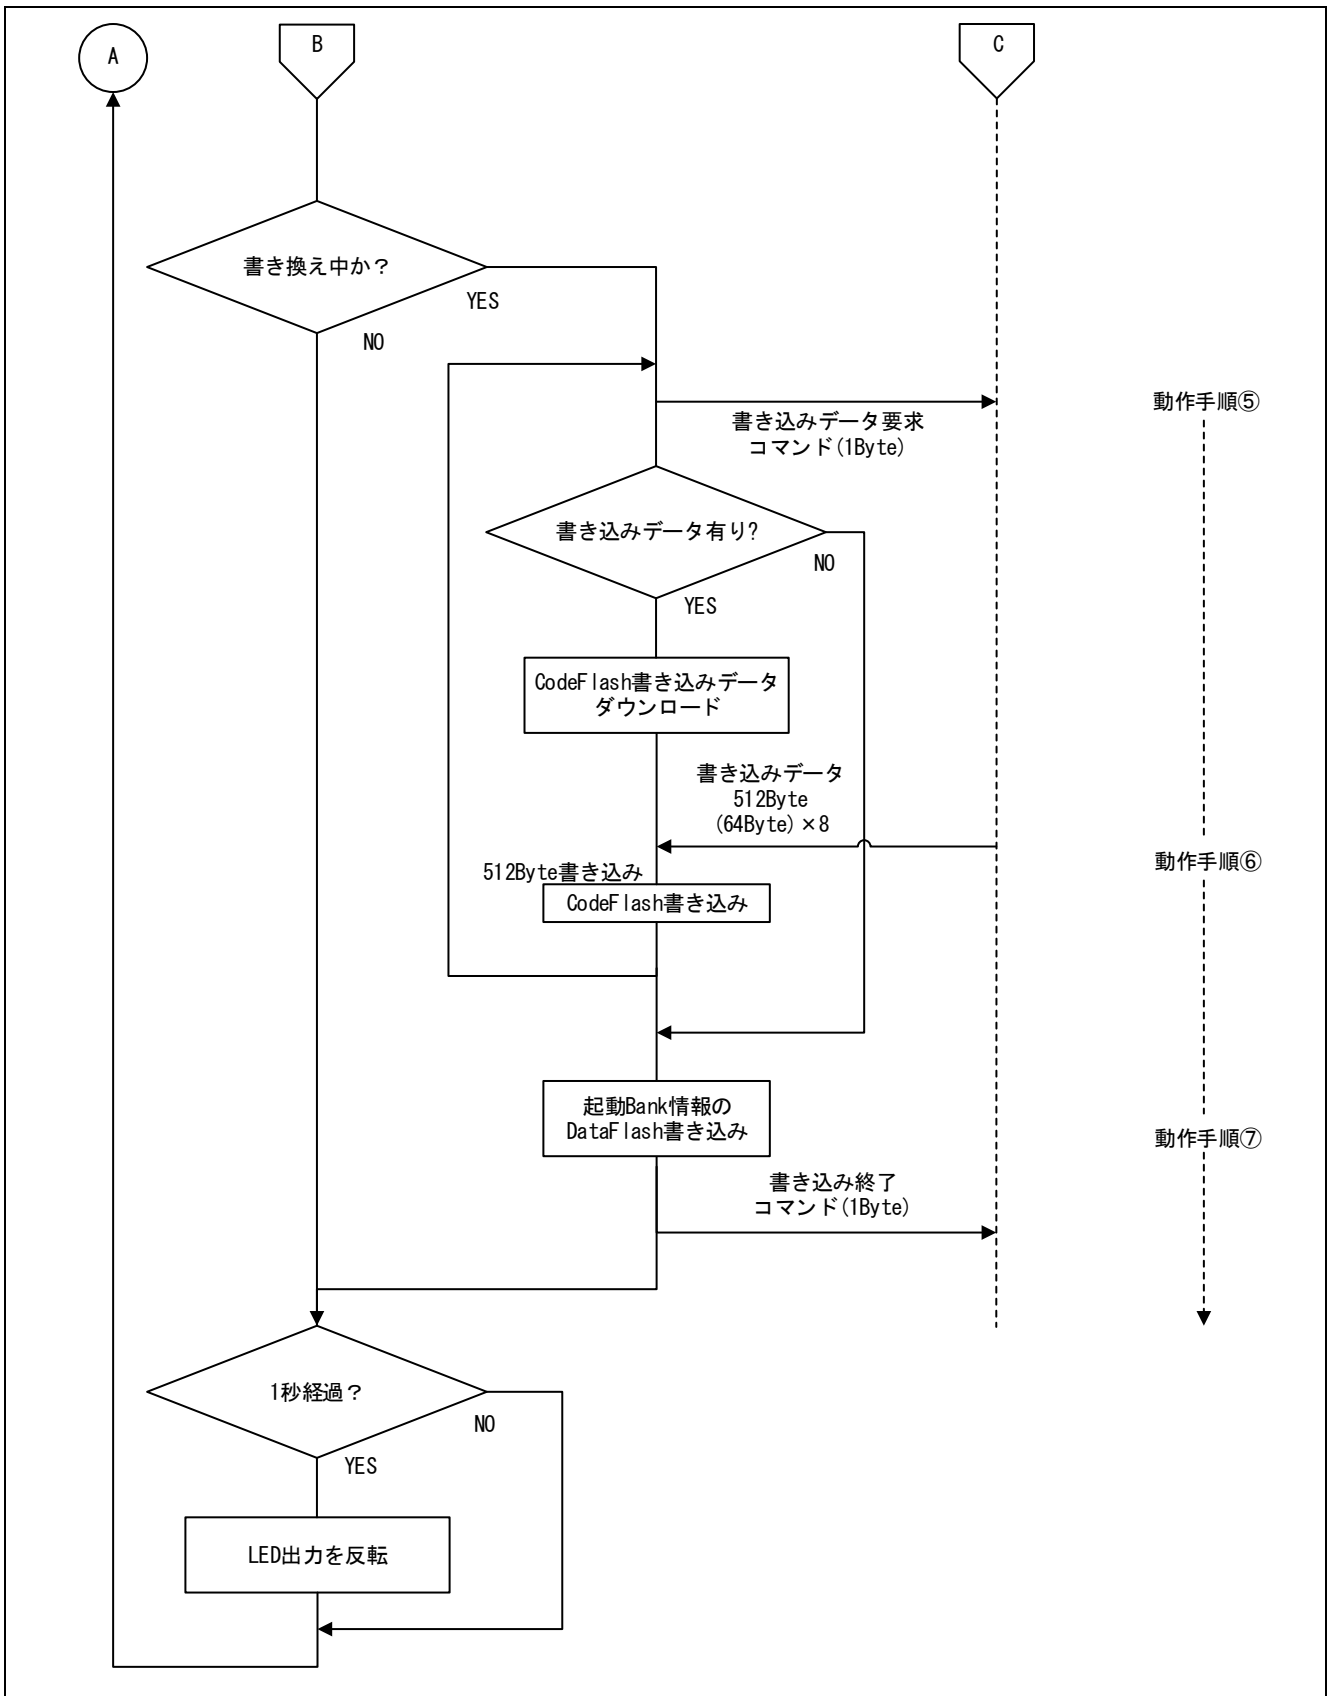 A
B
C
書き換え中か？
YES
NO
動作手順⑤
書き込みデータ要求
コマンド(1Byte)
書き込みデータ有り?
NO
YES
CodeFlash書き込みデータ
ダウンロード
書き込みデータ
512Byte
(64Byte)×8
動作手順⑥
512Byte書き込み
CodeFlash書き込み
起動Bank情報の
DataFlash書き込み
動作手順⑦
書き込み終了
コマンド(1Byte)
1秒経過？
NO
YES
LED出力を反転